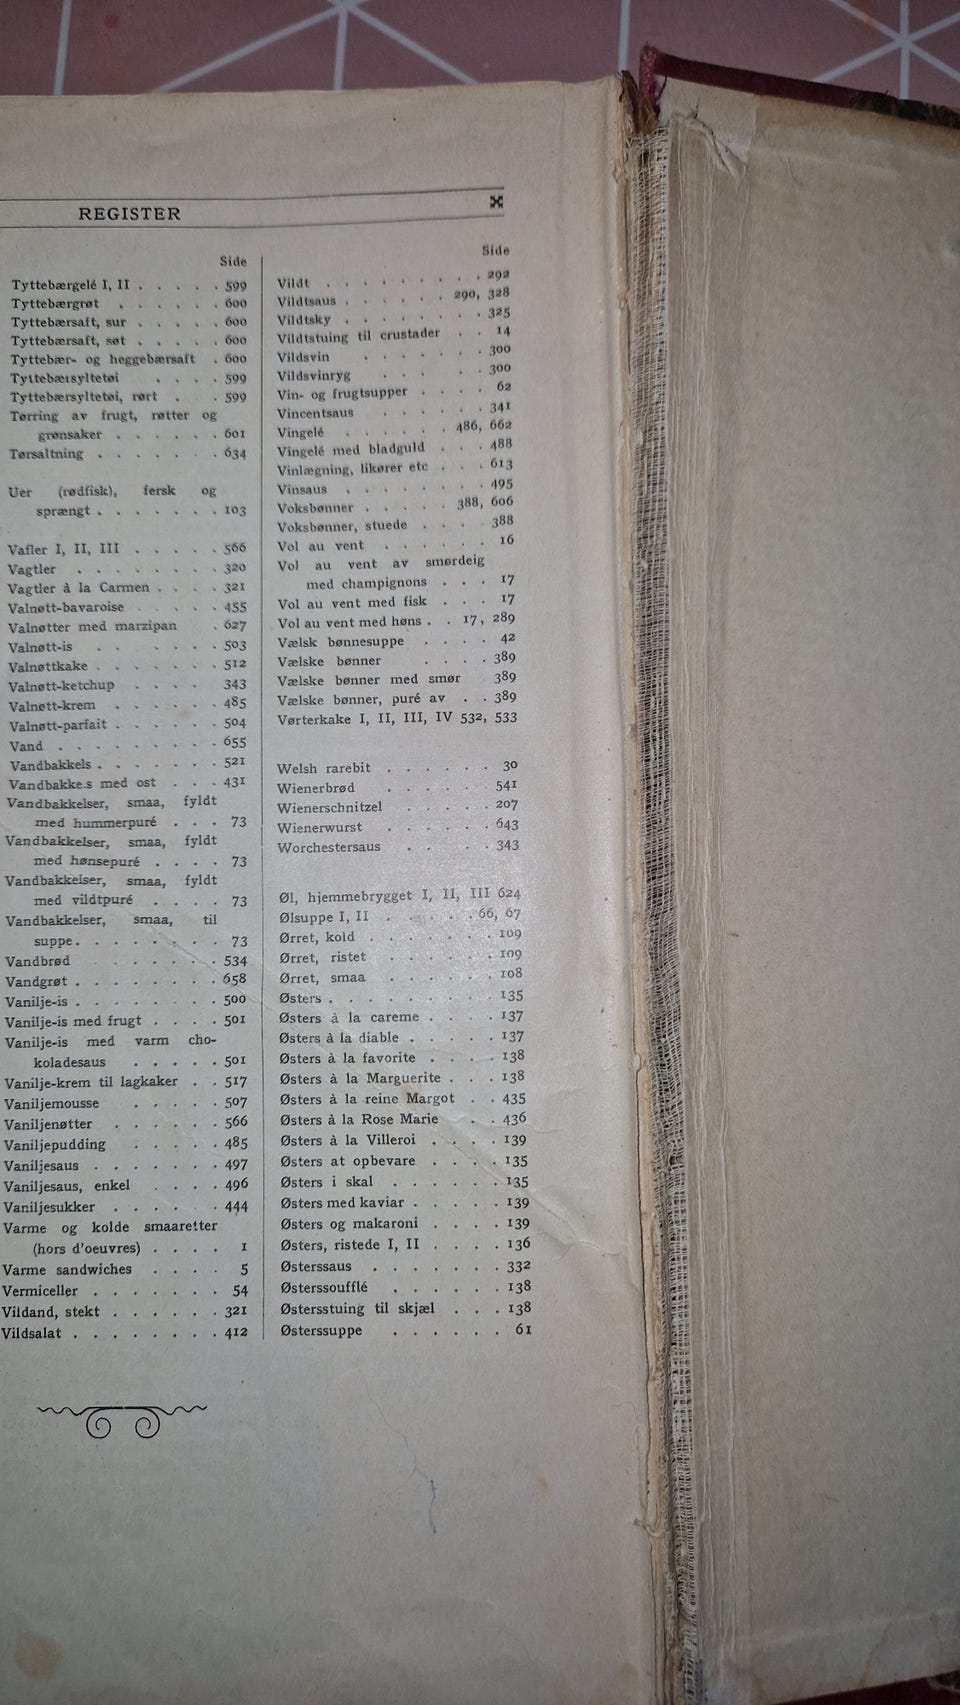 REGISTER
Side
Tyttebærgelé I, II . . . . . 599
Tyttebærgrøt . . . . . 600
Tyttebærsaft, sur . . . . . 600
Tyttebærsaft, søt . . . . . 600
Tyttebær- og heggebærsaft . 600
Tyttebærsyltetøi . . . . 599
Tyttebærsyltetøi, rørt . . . 599
Tørring av frugt, røtter og
grønsaker . . . . . . 601
Tørsaltning . . . . . . . 634
Uer (rødfisk), fersk og
sprængt . . . . . . . 103
Vafler I, II, III . . . . . 566
Vagtler . . . . . . . . 320
Vagtler à la Carmen . . . . 321
Valnøtt-bavaroise . . . . . 455
Valnøtter med marzipan . 627
Valnøtt-is . . . . . . . 503
Valnøttkake . . . . . . . 512
Valnøtt-ketchup . . . . 343
Valnøtt-krem . . . . . . 485
Valnøtt-parfait . . . . . . 504
Vand . . . . . . . . . 655
Vandbakkels . . . . . . . 521
Vandbakkels med ost . . . 431
Vandbakkelser, smaa, fyldt
med hummerpuré . . . 73
Vandbakkelser, smaa, fyldt
med hønsepuré . . . . 73
Vandbakkelser, smaa, fyldt
med vildtpuré . . . . 73
Vandbakkelser, smaa, til
suppe . . . . . . . . 73
Vandbrød . . . . . . . 534
Vandgrøt . . . . . . . . 658
Vanilje-is . . . . . . . . 500
Vanilje-is med frugt . . . . 501
Vanilje-is med varm cho-
koladesaus . . . . . 501
Vanilje-krem til lagkaker . . 517
Vaniljemousse . . . . . 507
Vaniljenøtter . . . . . . 566
Vaniljepudding . . . . . 485
Vaniljesaus . . . . . . . 497
Vaniljesaus, enkel . . . . 496
Vaniljesukker . . . . . . 444
Varme og kolde smaaretter
(hors d'oeuvres) . . . . 1
Varme sandwiches . . . . 5
Vermiceller . . . . . . . 54
Vildand, stekt . . . . . . 321
Vildsalat . . . . . . . . 412
Side
Vildt . . . . . . . . . 292
Vildtsaus . . . . . . 290, 328
Vildtsky . . . . . . . . 325
Vildtstuing til crustader . . 14
Vildsvin . . . . . . . 300
Vildsvinryg . . . . . 300
Vin- og frugtsupper . . . . 62
Vincentsaus . . . . . . 341
Vingelé . . . . . . 486, 662
Vingelé med bladguld . . . 488
Vinlægning, likører etc . . . 613
Vinsaus . . . . . . . . 495
Voksbønner . . . . . 388, 606
Voksbønner, stuede . . . 388
Vol au vent . . . . . . 16
Vol au vent av smørdeig
med champignons . . . 17
Vol au vent med fisk . . . 17
Vol au vent med høns . . 17, 289
Vælsk bønnesuppe . . . . 42
Vælske bønner . . . . 389
Vælske bønner med smør 389
Vælske bønner, puré av . . 389
Vørterkake I, II, III, IV 532, 533
Welsh rarebit . . . . . . 30
Wienerbrød . . . . . . 541
Wienerschnitzel . . . . . 207
Wienerwurst . . . . . . 643
Worchestersaus . . . . 343
Øl, hjemmebrygget I, II, III 624
Ølsuppe I, II . . . . . 66, 67
Ørret, kold . . . . . . . 109
Ørret, ristet . . . . . . 109
Ørret, smaa . . . . . 108
Østers . . . . . . . . . 135
Østers à la careme . . . . 137
Østers à la diable . . . . . 137
Østers à la favorite . . . . 138
Østers à la Marguerite . . . 138
Østers à la reine Margot . . 435
Østers à la Rose Marie . . 436
Østers à la Villeroi . . . . 139
Østers at opbevare . . . . 135
Østers i skal . . . . . . 135
Østers med kaviar . . . . . 139
Østers og makaroni . . . . 139
Østers, ristede I, II . . . . 136
Østerssaus . . . . . . . 332
Østerssoufflé . . . . . . 138
Østersstuing til skjæl . . . 138
Østerssuppe . . . . . . 61